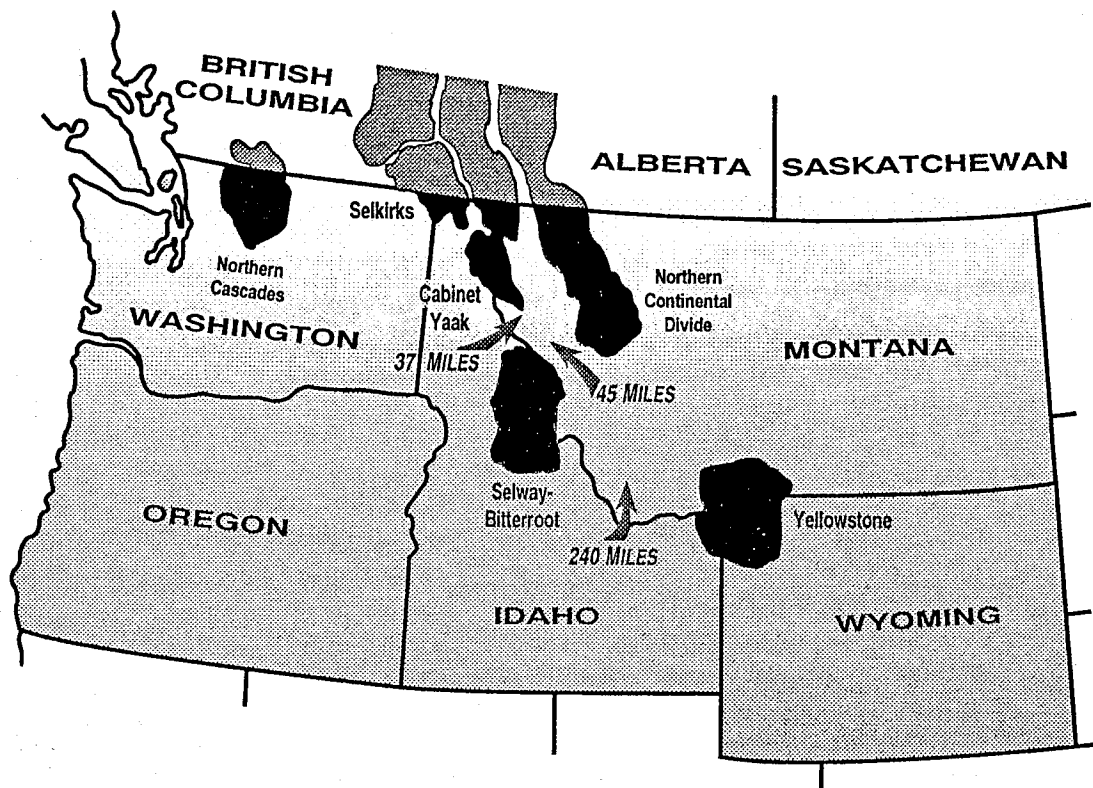 BRITISH
COLUMBIA
ALBERTA
SASKATCHEWAN
Selkirks
Northern
Cascades
WASHINGTON
Cabinet
Yaak
37 MILES
Northern
Continental
Divide
45 MILES
MONTANA
OREGON
Selway-
Bitterroot
240 MILES
Yellowstone
IDAHO
WYOMING